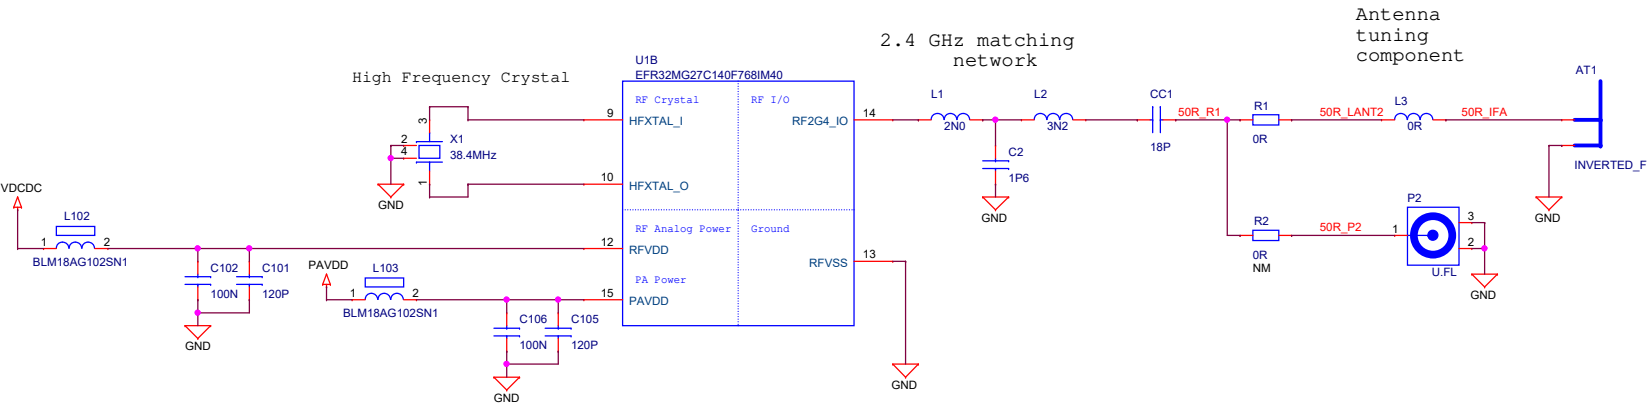 Antenna
tuning
component
2.4 GHz matching
network
High Frequency Crystal
U1B
EFR32MG27C140F768IM40
RF Crystal
RF I/O
HFXTAL_I
HFXTAL_O
RF2G4_IO
RF Analog Power
Ground
RFVDD
RFVSS
PA Power
PAVDD
9
10
12
15
14
13
3
2
4
1
X1
38.4MHz
GND
VDCDC
L102
1
2
BLM18AG102SN1
C102
100N
C101
120P
GND
PAVDD
L103
1
2
BLM18AG102SN1
C106
100N
C105
120P
GND
GND
L1
2N0
C2
1P6
GND
L2
3N2
CC1
18P
50R_R1
R1
0R
50R_LANT2
L3
0R
50R_IFA
AT1
INVERTED_F
GND
R2
0R
NM
50R_P2
P2
1
3
2
U.FL
GND